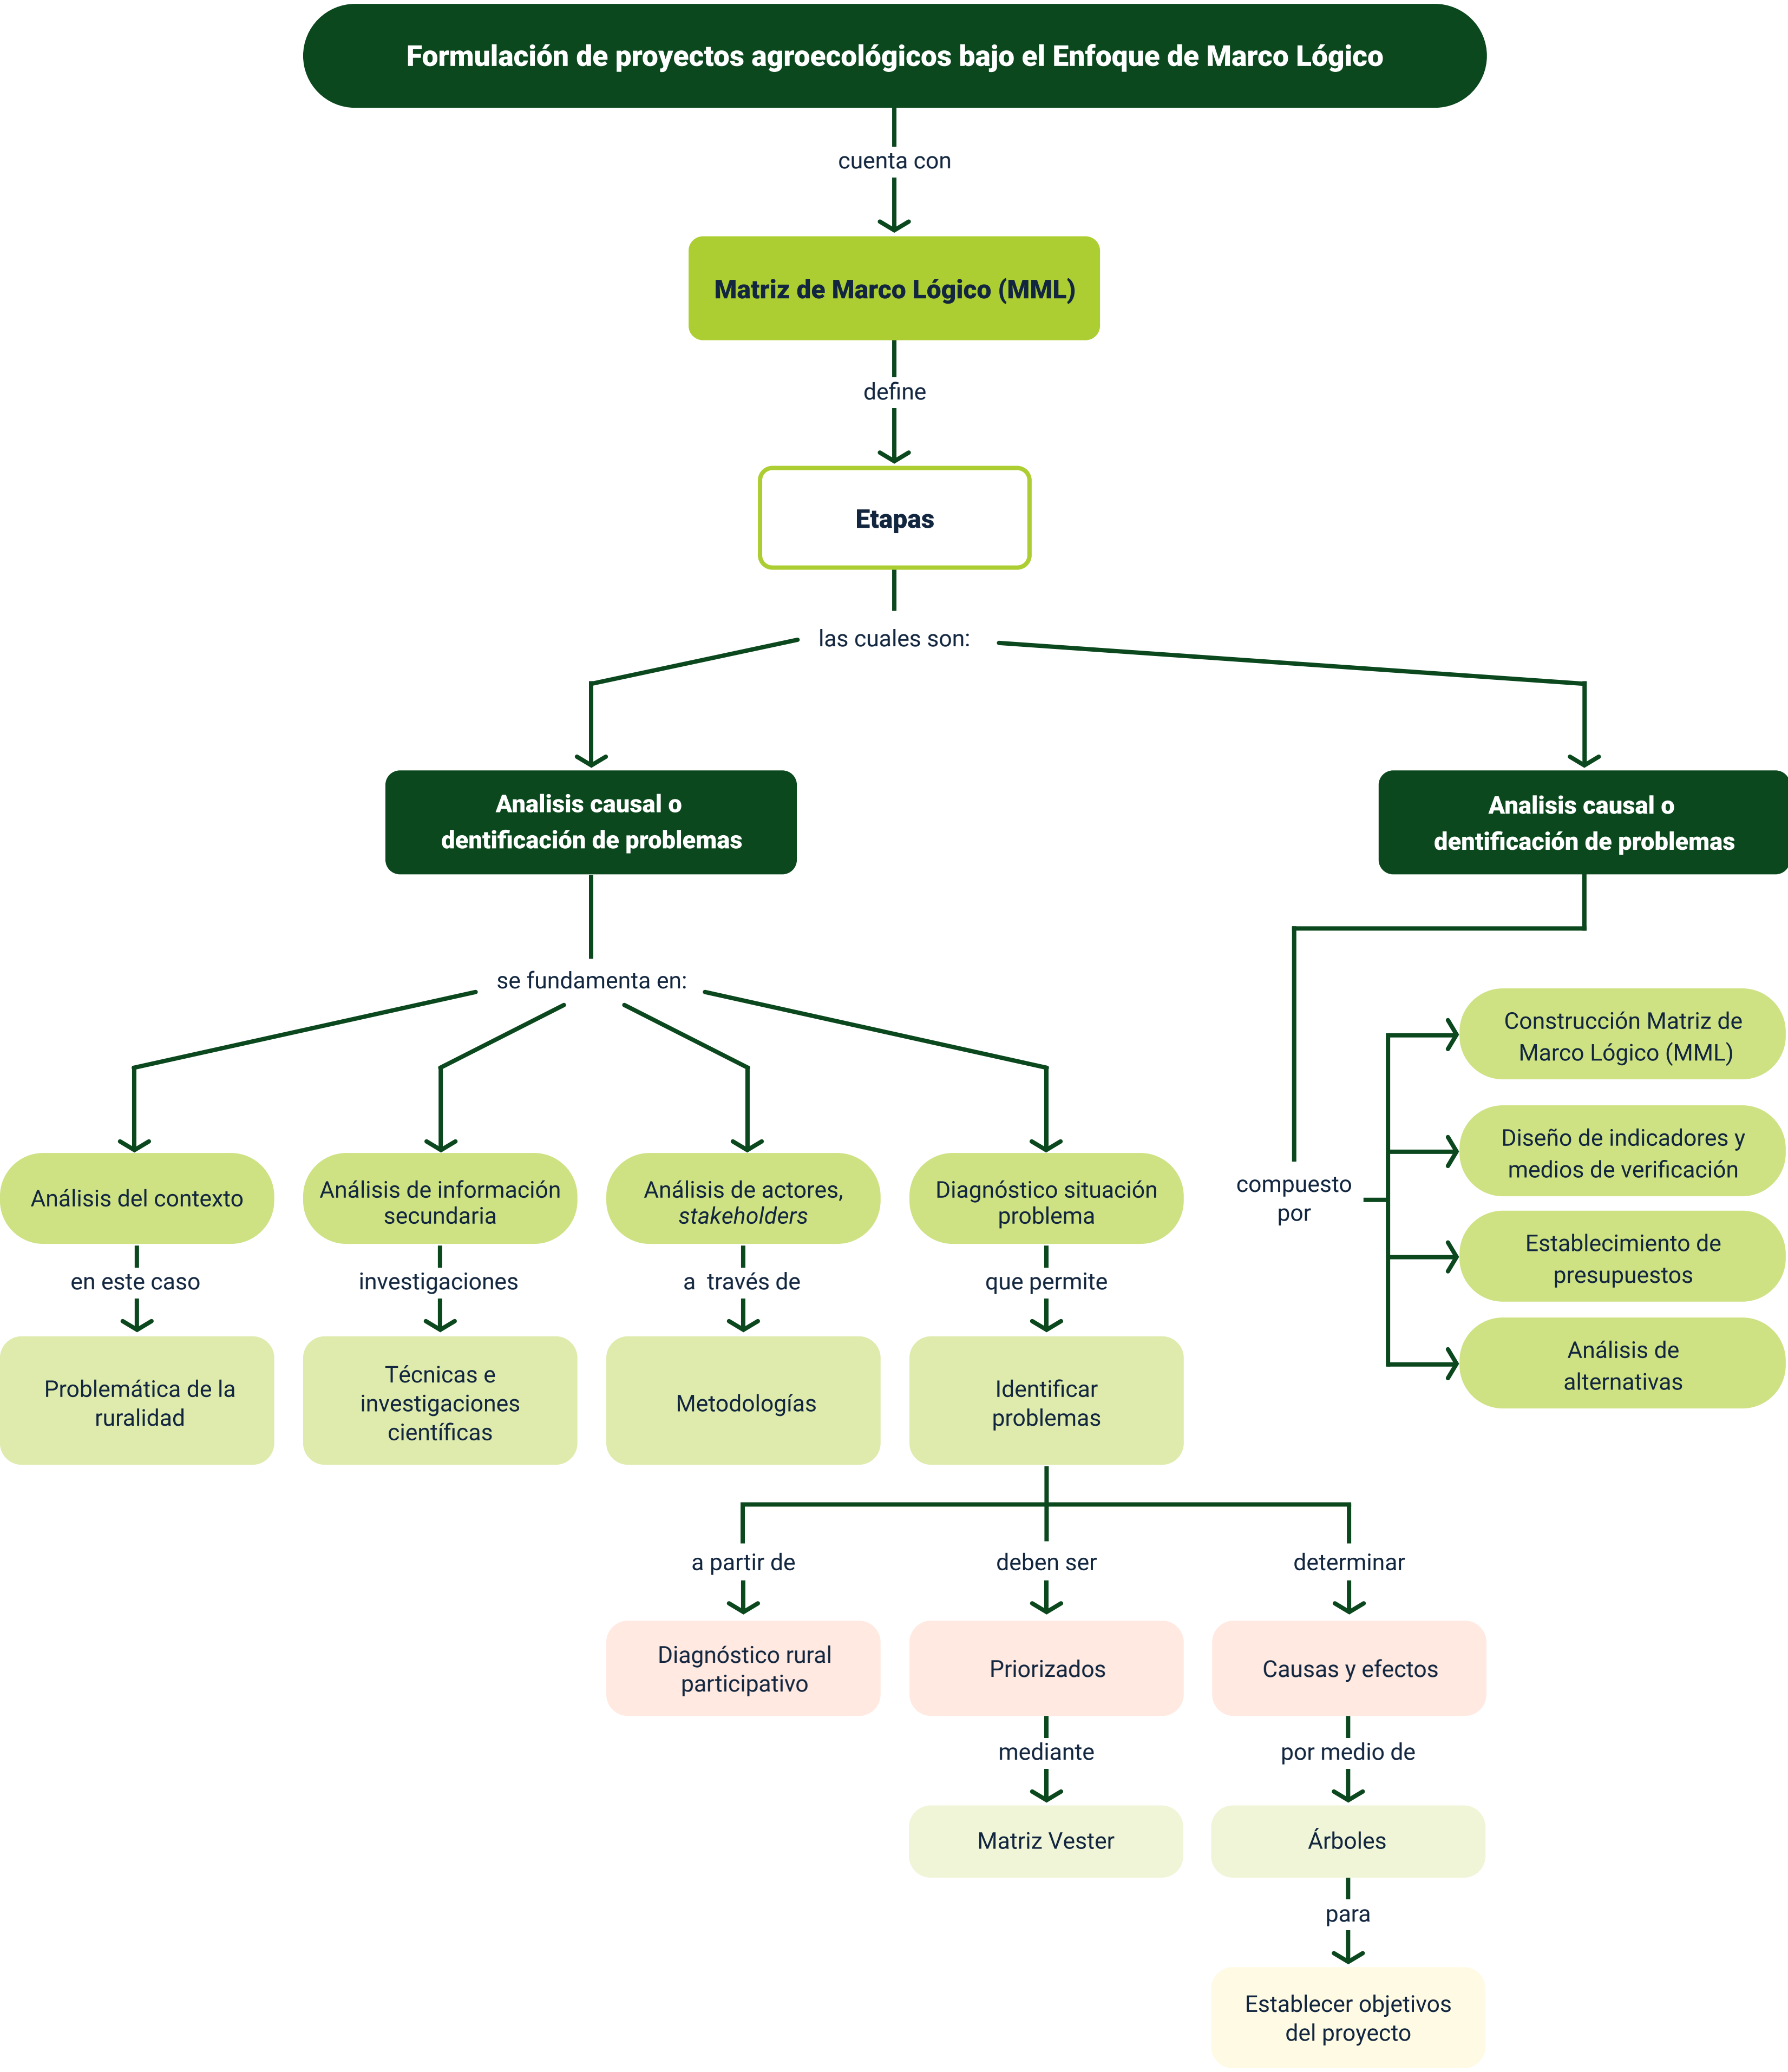 Formulación de proyectos agroecológicos bajo el Enfoque de Marco Lógico
cuenta con
Matriz de Marco Lógico (MML)
define
Etapas
las cuales son:
Analisis causal o
dentificación de problemas
Analisis causal o
dentificación de problemas
se fundamenta en:
Análisis del contexto
Análisis de información
secundaria
Análisis de actores,
stakeholders
Diagnóstico situación
problema
en este caso
investigaciones
a través de
que permite
Problemática de la
ruralidad
Técnicas e
investigaciones
científicas
Metodologías
Identificar
problemas
compuesto
por
Construcción Matriz de
Marco Lógico (MML)
Diseño de indicadores y
medios de verificación
Establecimiento de
presupuestos
Análisis de
alternativas
a partir de
deben ser
determinar
Diagnóstico rural
participativo
Priorizados
Causas y efectos
mediante
por medio de
Matriz Vester
Árboles
para
Establecer objetivos
del proyecto